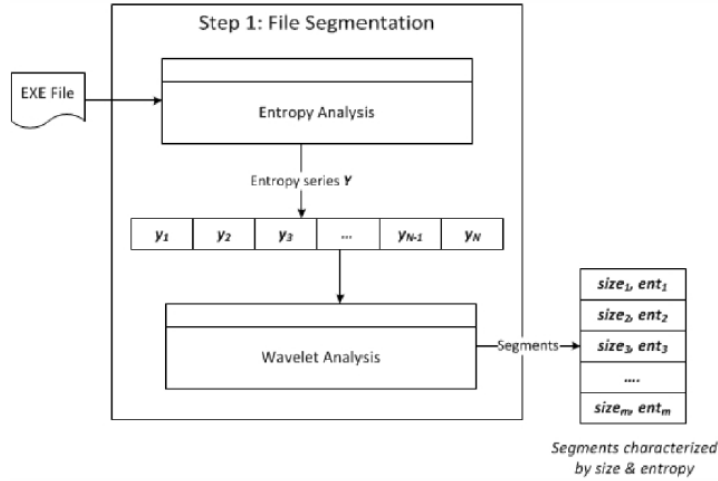 Step 1: File Segmentation
EXE File
Entropy Analysis
Entropy series Y
y1 y2 y3 ... yN-1 yN
Wavelet Analysis
Segments
size1, ent1
size2, ent2
size3, ent3
....
sizem, entm
Segments characterized
by size & entropy